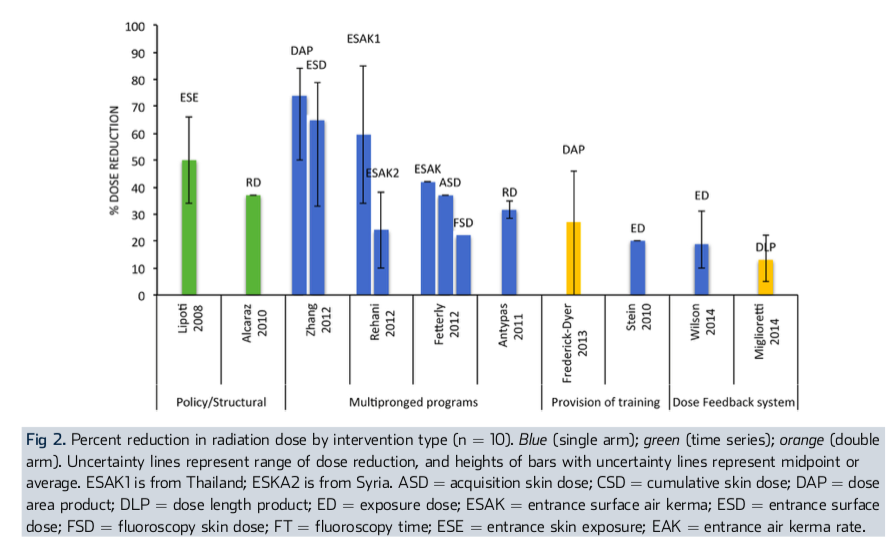 100
90
80
70
60
50
40
30
20
10
0
% DOSE REDUCTION
ESE
RD
DAP
ESD
ESAK1
ESAK2
ESAK
ASD
FSD
RD
DAP
ED
ED
DLP
Lipoti
2008
Alcaraz
2010
Zhang
2012
Rehani
2012
Fetterly
2012
Antypas
2011
Frederick-Dyer
2013
Stein
2010
Wilson
2014
Miglioretti
2014
Policy/Structural
Multipronged programs
Provision of training
Dose Feedback system
Fig 2. Percent reduction in radiation dose by intervention type (n = 10). Blue (single arm); green (time series); orange (double
arm). Uncertainty lines represent range of dose reduction, and heights of bars with uncertainty lines represent midpoint or
average. ESAK1 is from Thailand; ESKA2 is from Syria. ASD = acquisition skin dose; CSD = cumulative skin dose; DAP = dose
area product; DLP = dose length product; ED = exposure dose; ESAK = entrance surface air kerma; ESD = entrance surface
dose; FSD = fluoroscopy skin dose; FT = fluoroscopy time; ESE = entrance skin exposure; EAK = entrance air kerma rate.